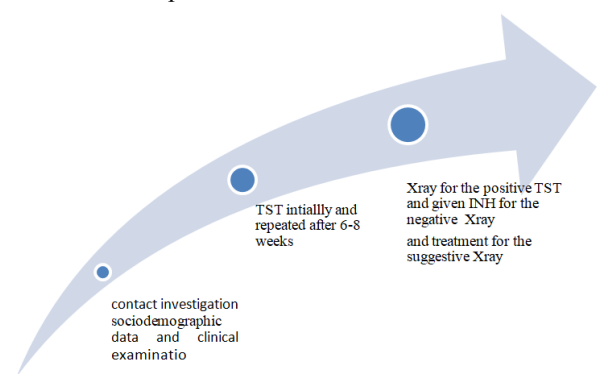 contact investigation
sociodemographic
data and clinical
examinatio
TST intiallly and
repeated after 6-8
weeks
Xray for the positive TST
and given INH for the
negative Xray
and treatment for the
suggestive Xray